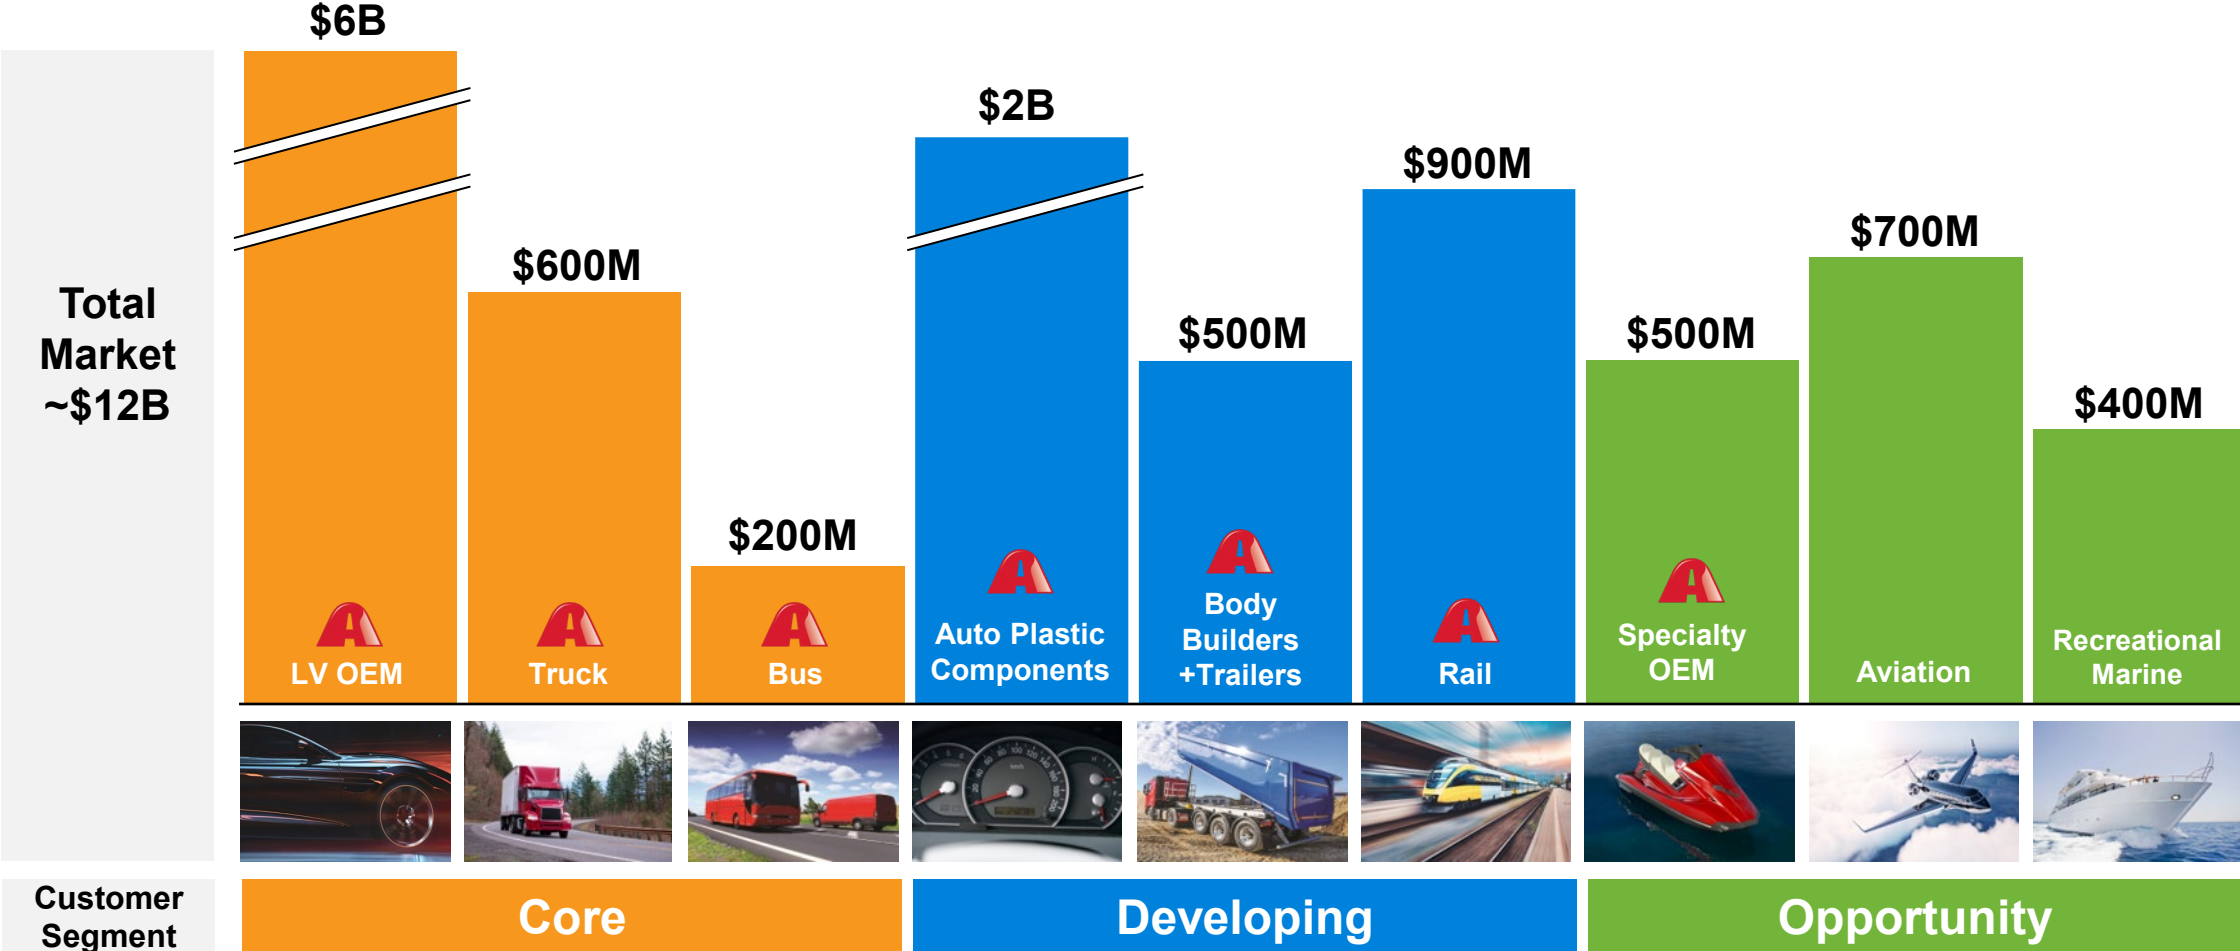 $6B
$2B
$900M
$700M
$600M
$500M
$500M
$400M
$200M
Total
Market
~$12B
LV OEM
Truck
Bus
Auto Plastic
Components
Body
Builders
+Trailers
Rail
Specialty
OEM
Aviation
Recreational
Marine
Customer
Segment
Core
Developing
Opportunity